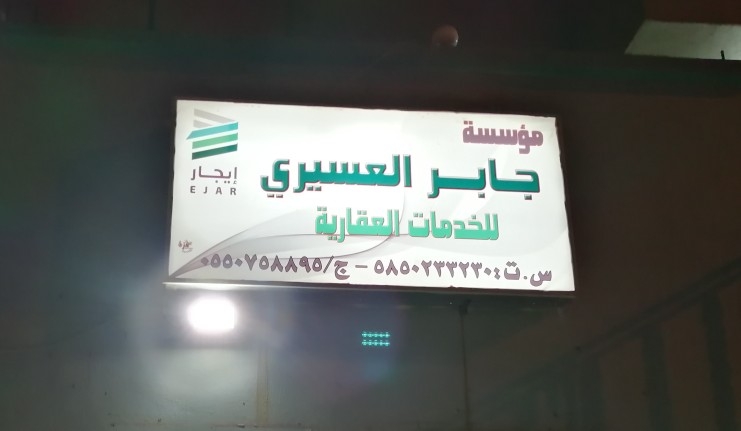 مؤسسة
جابر العسيري
للخدمات العقارية
س.ت: ٥٨٥٠٢٣٣٢٣٠ - ج/ ٠٥٥٠٧٥٨٨٩٥
إيجار
EJAR